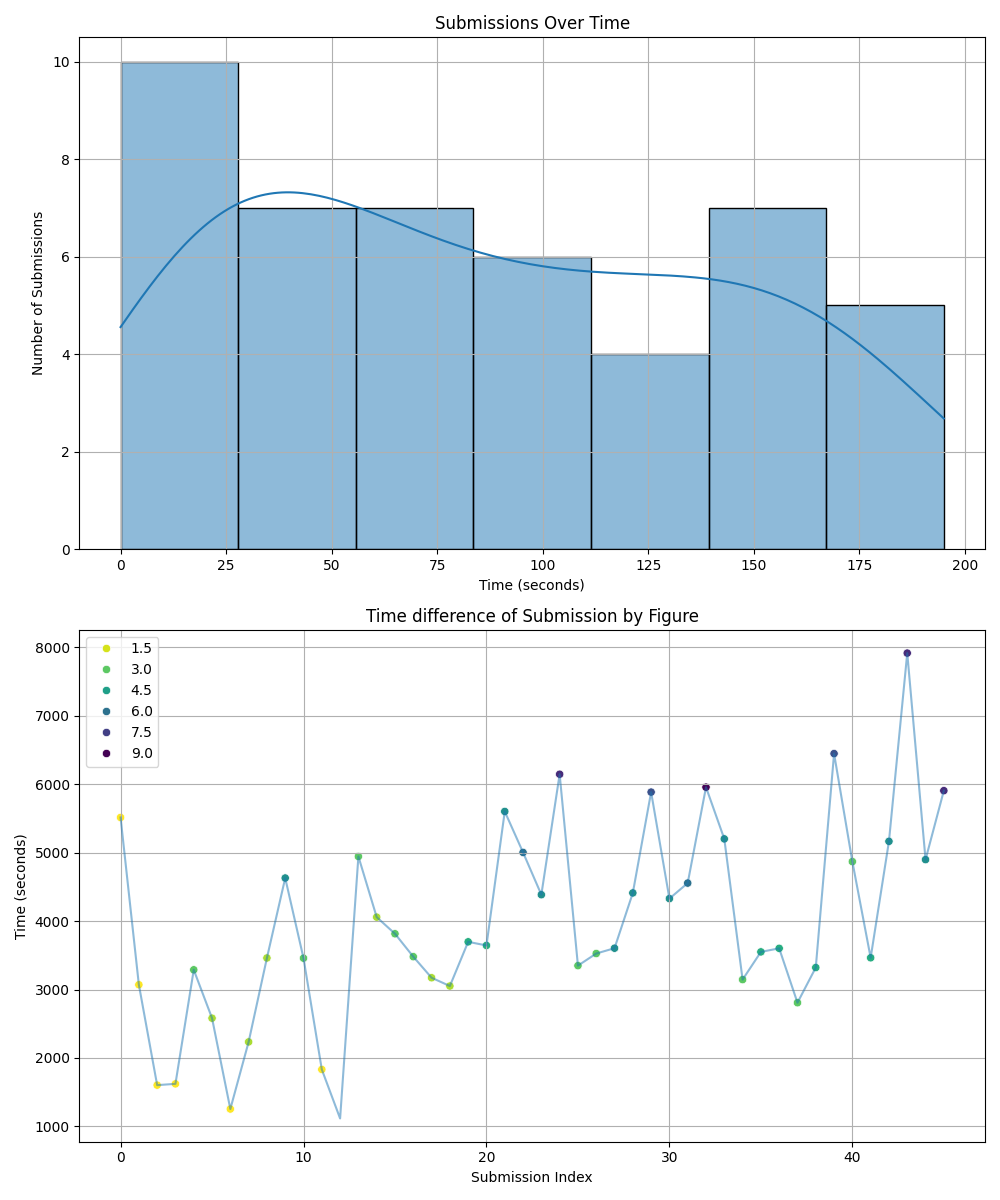 Submissions Over Time
10
8
6
4
2
0
Number of Submissions
0 25 50 75 100 125 150 175 200
Time (seconds)
Time difference of Submission by Figure
8000
7000
6000
5000
4000
3000
2000
1000
Time (seconds)
1.5
3.0
4.5
6.0
7.5
9.0
0 10 20 30 40
Submission Index